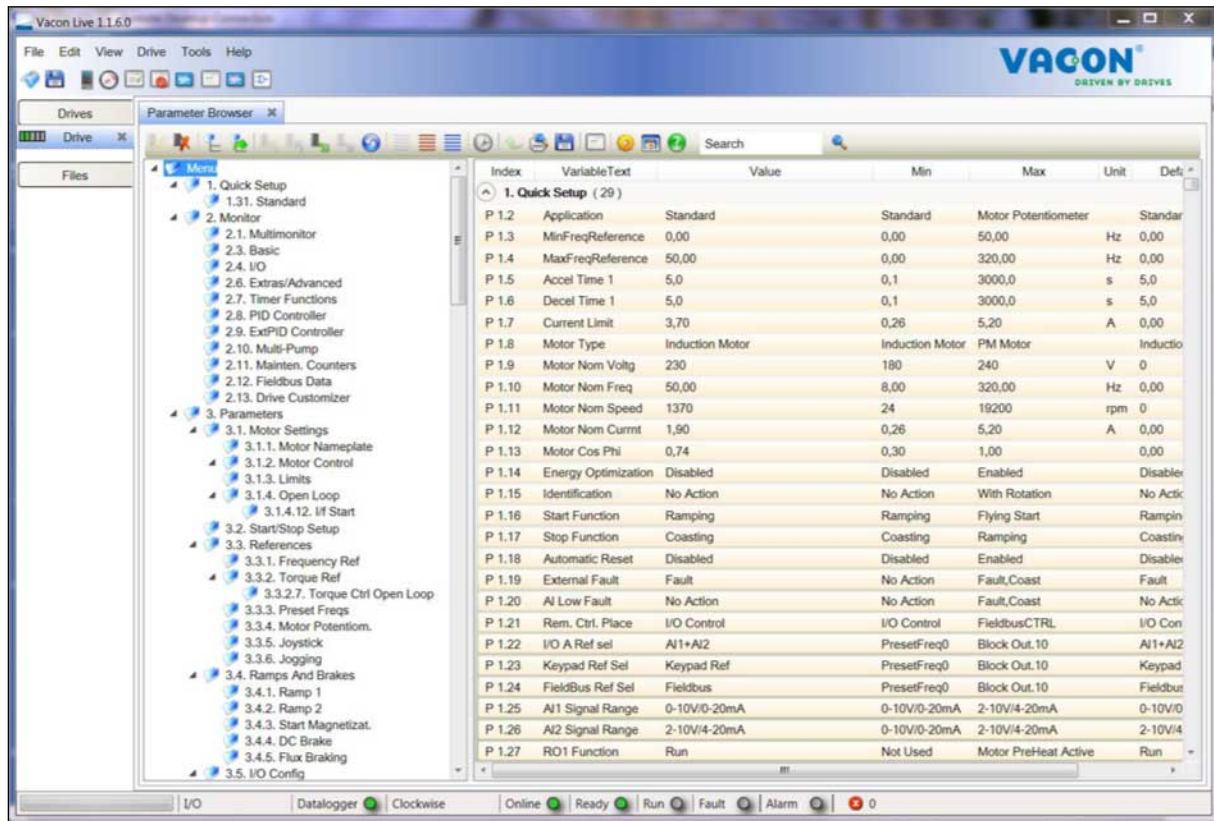 Vacon Live 1.1.6.0
File Edit View Drive Tools Help
VACON®
DRIVEN BY DRIVES
Drives
Drive
Files
Parameter Browser
Search
Menu
1. Quick Setup
1.31. Standard
2. Monitor
2.1. Multimonitor
2.3. Basic
2.4. I/O
2.6. Extras/Advanced
2.7. Timer Functions
2.8. PID Controller
2.9. ExtPID Controller
2.10. Multi-Pump
2.11. Mainten. Counters
2.12. Fieldbus Data
2.13. Drive Customizer
3. Parameters
3.1. Motor Settings
3.1.1. Motor Nameplate
3.1.2. Motor Control
3.1.3. Limits
3.1.4. Open Loop
3.1.4.12. I/f Start
3.2. Start/Stop Setup
3.3. References
3.3.1. Frequency Ref
3.3.2. Torque Ref
3.3.2.7. Torque Ctrl Open Loop
3.3.3. Preset Freqs
3.3.4. Motor Potentiom.
3.3.5. Joystick
3.3.6. Jogging
3.4. Ramps And Brakes
3.4.1. Ramp 1
3.4.2. Ramp 2
3.4.3. Start Magnetizat.
3.4.4. DC Brake
3.4.5. Flux Braking
3.5. I/O Config
Index VariableText Value Min Max Unit Defa
1. Quick Setup (29)
P 1.2 Application Standard Standard Motor Potentiometer Standar
P 1.3 MinFreqReference 0,00 0,00 50,00 Hz 0,00
P 1.4 MaxFreqReference 50,00 0,00 320,00 Hz 0,00
P 1.5 Accel Time 1 5,0 0,1 3000,0 s 5,0
P 1.6 Decel Time 1 5,0 0,1 3000,0 s 5,0
P 1.7 Current Limit 3,70 0,26 5,20 A 0,00
P 1.8 Motor Type Induction Motor Induction Motor PM Motor Inductio
P 1.9 Motor Nom Voltg 230 180 240 V 0
P 1.10 Motor Nom Freq 50,00 8,00 320,00 Hz 0,00
P 1.11 Motor Nom Speed 1370 24 19200 rpm 0
P 1.12 Motor Nom Currnt 1,90 0,26 5,20 A 0,00
P 1.13 Motor Cos Phi 0,74 0,30 1,00 0,00
P 1.14 Energy Optimization Disabled Disabled Enabled Disable
P 1.15 Identification No Action No Action With Rotation No Actic
P 1.16 Start Function Ramping Ramping Flying Start Rampin
P 1.17 Stop Function Coasting Coasting Ramping Coastin
P 1.18 Automatic Reset Disabled Disabled Enabled Disable
P 1.19 External Fault Fault No Action Fault,Coast Fault
P 1.20 AI Low Fault No Action No Action Fault,Coast No Actic
P 1.21 Rem. Ctrl. Place I/O Control I/O Control FieldbusCTRL I/O Con
P 1.22 I/O A Ref sel AI1+AI2 PresetFreq0 Block Out.10 AI1+AI2
P 1.23 Keypad Ref Sel Keypad Ref PresetFreq0 Block Out.10 Keypad
P 1.24 FieldBus Ref Sel Fieldbus PresetFreq0 Block Out.10 Fieldbus
P 1.25 AI1 Signal Range 0-10V/0-20mA 0-10V/0-20mA 2-10V/4-20mA 0-10V/0
P 1.26 AI2 Signal Range 2-10V/4-20mA 0-10V/0-20mA 2-10V/4-20mA 2-10V/4
P 1.27 RO1 Function Run Not Used Motor PreHeat Active Run
I/O Datalogger Clockwise Online Ready Run Fault Alarm 0